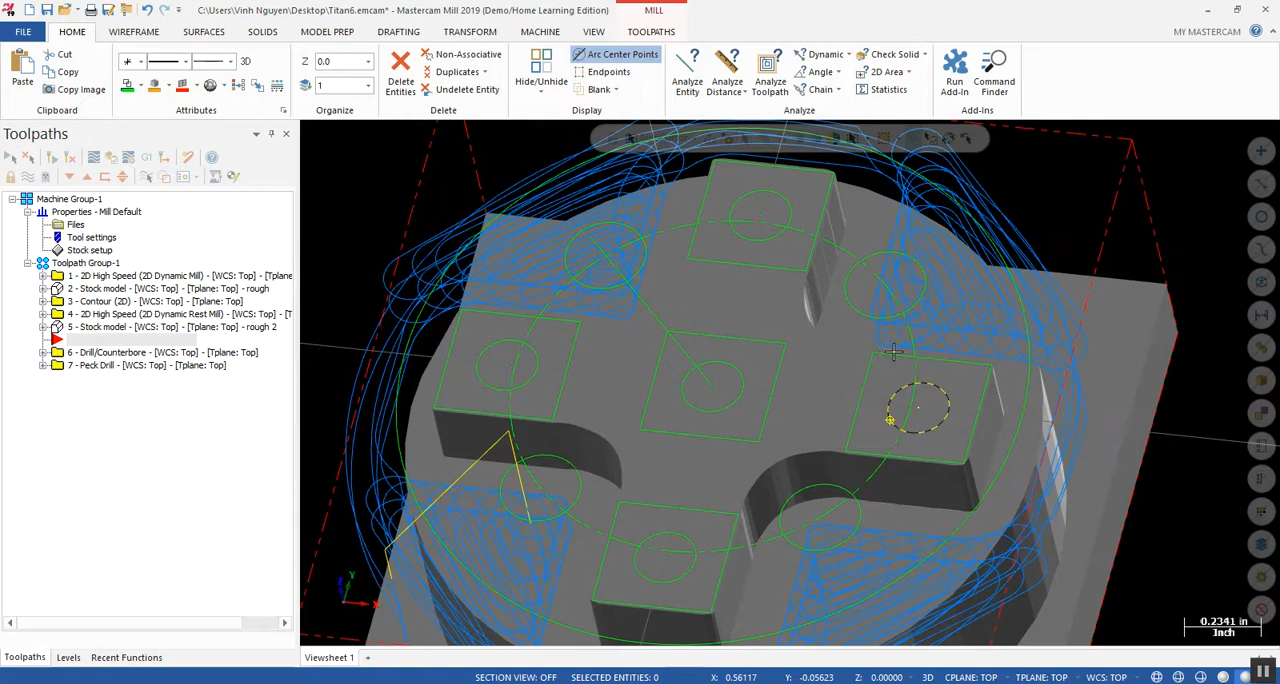 C:\Users\Vinh Nguyen\Desktop\Titan6.emcam* - Mastercam Mill 2019 (Demo/Home Learning Edition)
MILL
19
FILE HOME WIREFRAME SURFACES SOLIDS MODEL PREP TRANSFORM DRAFTING MACHINE VIEW TOOLPATHS MY MASTERCAM
Paste
Cut
Copy
Copy Image
Clipboard
3D
Attributes
Z 0.0
1
Organize
Delete Entities
Non-Associative
Duplicates
Undelete Entity
Delete
Hide/Unhide
Arc Center Points
Endpoints
Blank
Display
Analyze Entity
Analyze Distance
Analyze Toolpath
Dynamic
Angle
Chain
Check Solid
2D Area
Statistics
Analyze
Run Add-In
Command Finder
Add-Ins
Toolpaths
G1
Machine Group-1
Properties - Mill Default
Files
Tool settings
Stock setup
Toolpath Group-1
1 - 2D High Speed (2D Dynamic Mill) - [WCS: Top] - [Tplane
2 - Stock model - [WCS: Top] - [Tplane: Top] - rough
3 - Contour (2D) - [WCS: Top] - [Tplane: Top]
4 - 2D High Speed (2D Dynamic Rest Mill) - [WCS: Top] - [T
5 - Stock model - [WCS: Top] - [Tplane: Top] - rough 2
6 - Drill/Counterbore - [WCS: Top] - [Tplane: Top]
7 - Peck Drill - [WCS: Top] - [Tplane: Top]
Y
X
0.2341 in
Inch
Toolpaths Levels Recent Functions
Viewsheet 1 +
SECTION VIEW: OFF SELECTED ENTITIES: 0 X: 0.56117 Y: -0.05623 Z: 0.00000 3D CPLANE: TOP TPLANE: TOP WCS: TOP